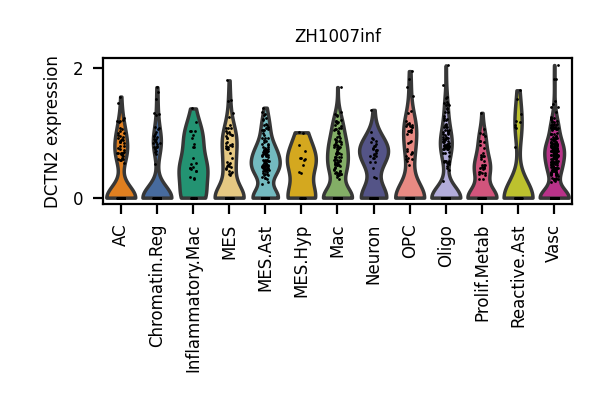 ZH1007inf
DCTN2 expression
2
0
AC
Chromatin.Reg
Inflammatory.Mac
MES
MES.Ast
MES.Hyp
Mac
Neuron
OPC
Oligo
Prolif.Metab
Reactive.Ast
Vasc